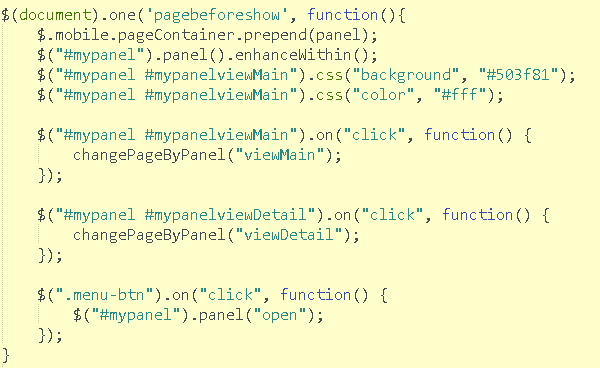 $(document).one('pagebeforeshow', function(){
    $.mobile.pageContainer.prepend(panel);
    $("#mypanel").panel().enhanceWithin();
    $("#mypanel #mypanelviewMain").css("background", "#503f81");
    $("#mypanel #mypanelviewMain").css("color", "#fff");

    $("#mypanel #mypanelviewMain").on("click", function() {
        changePageByPanel("viewMain");
    });

    $("#mypanel #mypanelviewDetail").on("click", function() {
        changePageByPanel("viewDetail");
    });

    $(".menu-btn").on("click", function() {
        $("#mypanel").panel("open");
    });
}